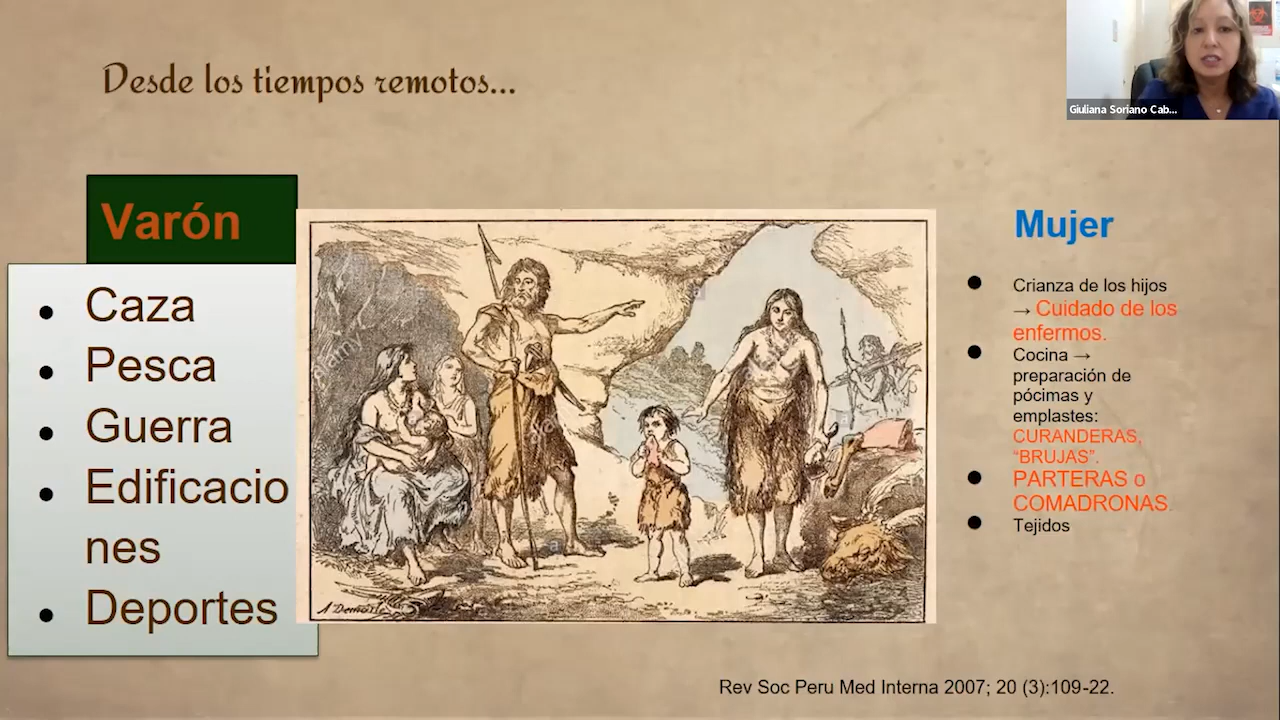 Desde los tiempos remotos...
Giuliana Soriano Cab...
Varón
Caza
Pesca
Guerra
Edificacio
nes
Deportes
Mujer
Crianza de los hijos
→ Cuidado de los
enfermos.
Cocina →
preparación de
pócimas y
emplastes:
CURANDERAS,
“BRUJAS”.
PARTERAS o
COMADRONAS.
Tejidos
alamy
Rev Soc Peru Med Interna 2007; 20 (3):109-22.